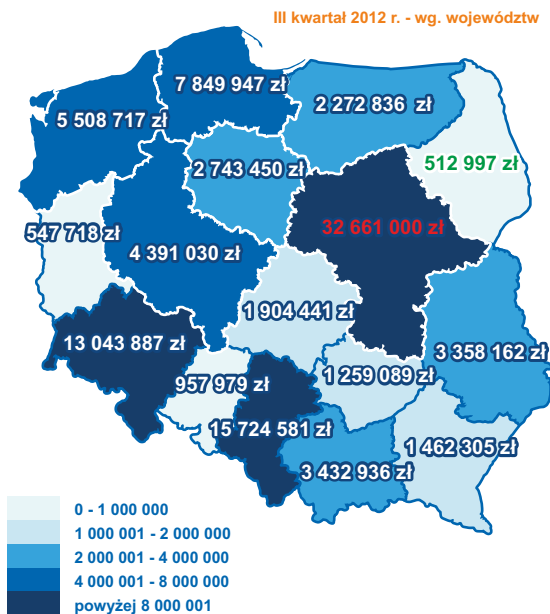 III kwartał 2012 r. - wg. województw
7 849 947 zł
2 272 836 zł
5 508 717 zł
512 997 zł
2 743 450 zł
547 718 zł
32 661 000 zł
4 391 030 zł
1 904 441 zł
13 043 887 zł
3 358 162 zł
1 259 089 zł
957 979 zł
15 724 581 zł
1 462 305 zł
3 432 936 zł
0 - 1 000 000
1 000 001 - 2 000 000
2 000 001 - 4 000 000
4 000 001 - 8 000 000
powyżej 8 000 001